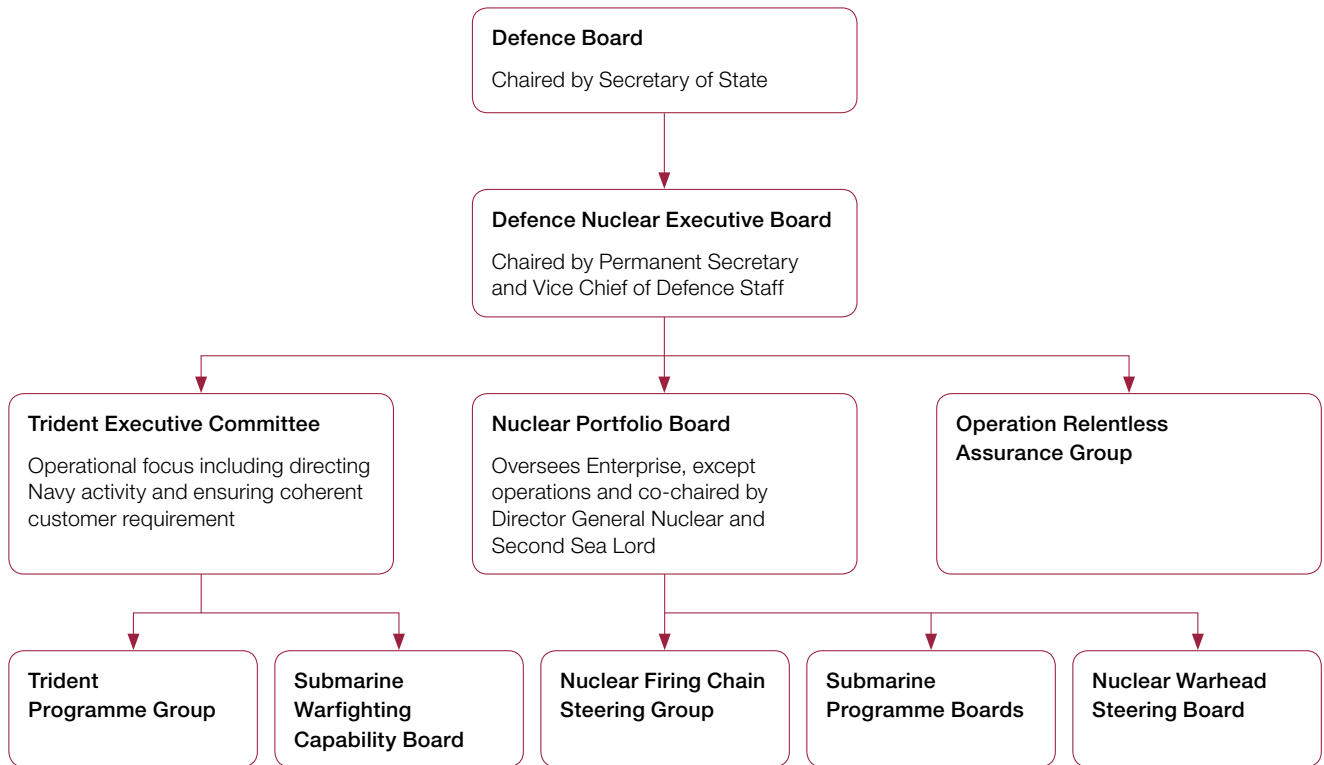 Defence Board
Chaired by Secretary of State
Defence Nuclear Executive Board
Chaired by Permanent Secretary
and Vice Chief of Defence Staff
Trident Executive Committee
Operational focus including directing
Navy activity and ensuring coherent
customer requirement
Nuclear Portfolio Board
Oversees Enterprise, except
operations and co-chaired by
Director General Nuclear and
Second Sea Lord
Operation Relentless
Assurance Group
Trident
Programme Group
Submarine
Warfighting
Capability Board
Nuclear Firing Chain
Steering Group
Submarine
Programme Boards
Nuclear Warhead
Steering Board